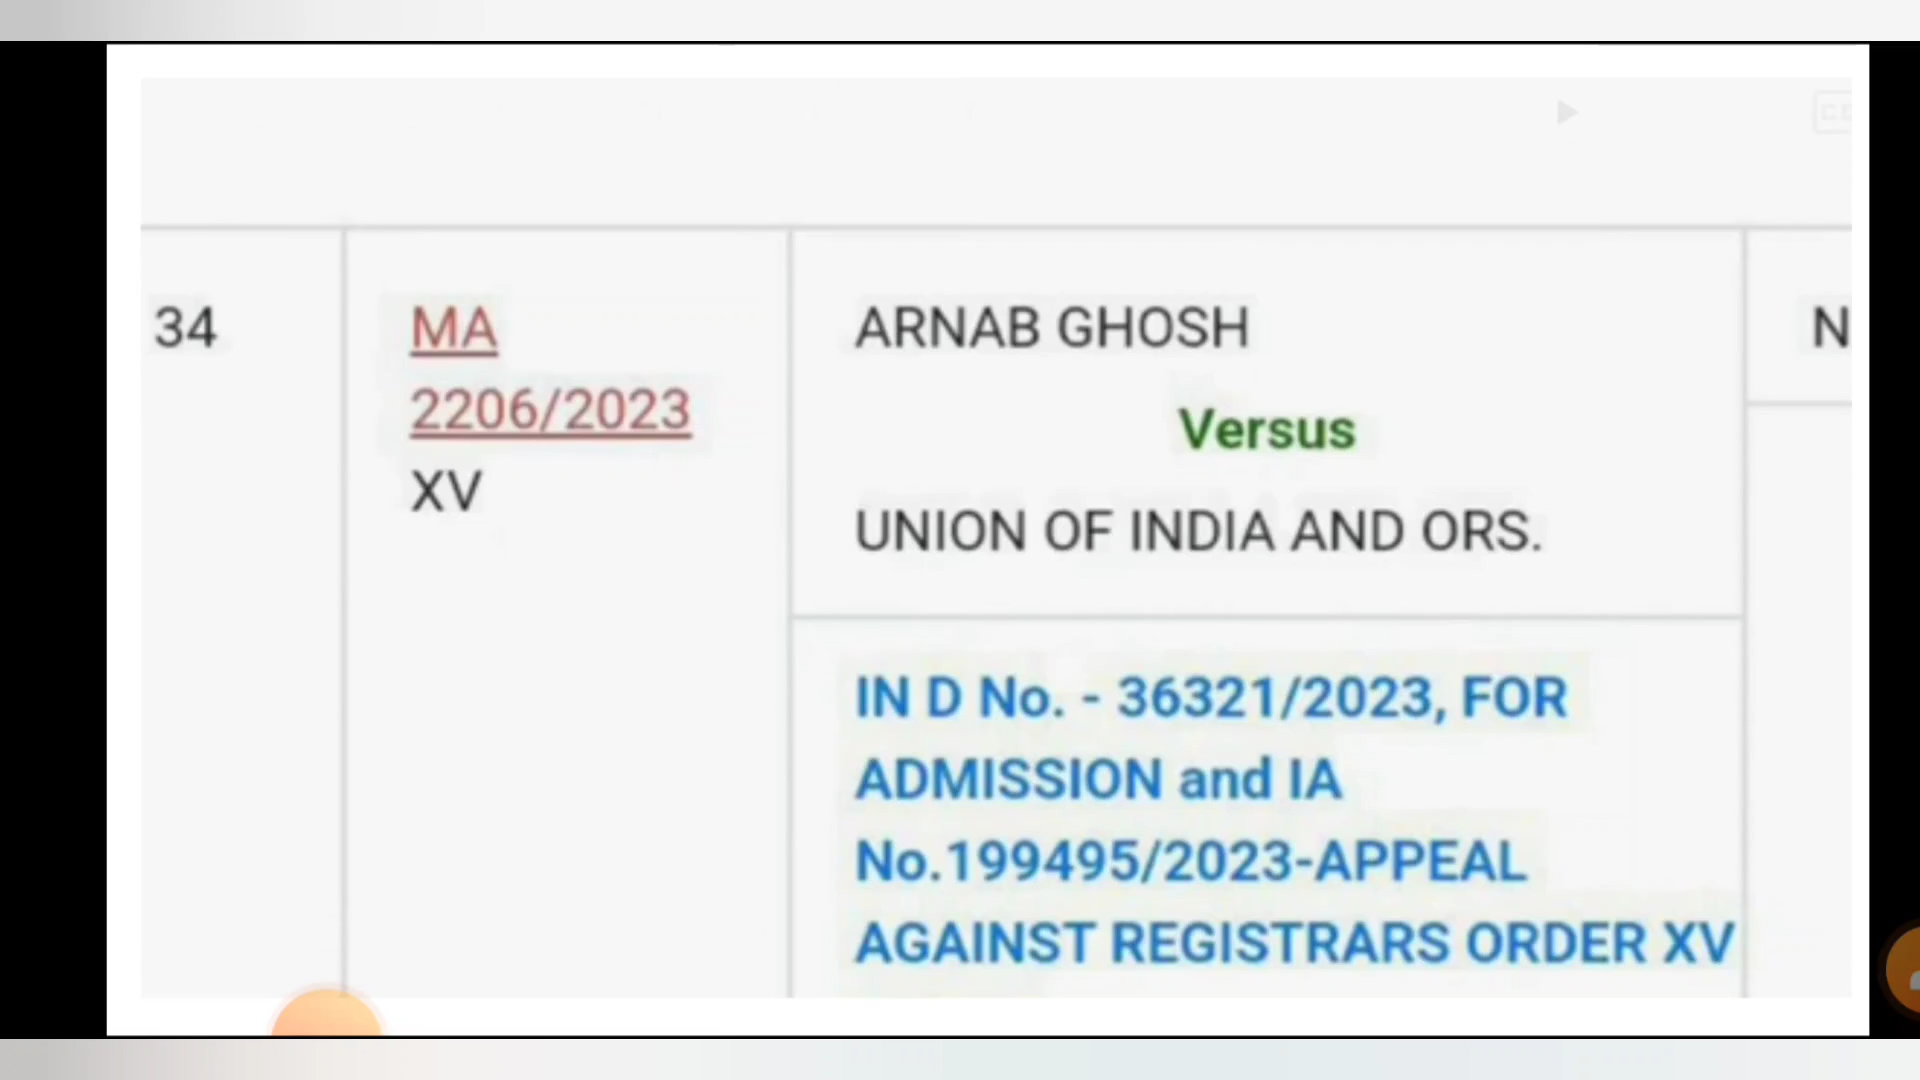 34
MA
2206/2023
XV
ARNAB GHOSH
Versus
UNION OF INDIA AND ORS.
N
IN D No. - 36321/2023, FOR
ADMISSION and IA
No.199495/2023-APPEAL
AGAINST REGISTRARS ORDER XV